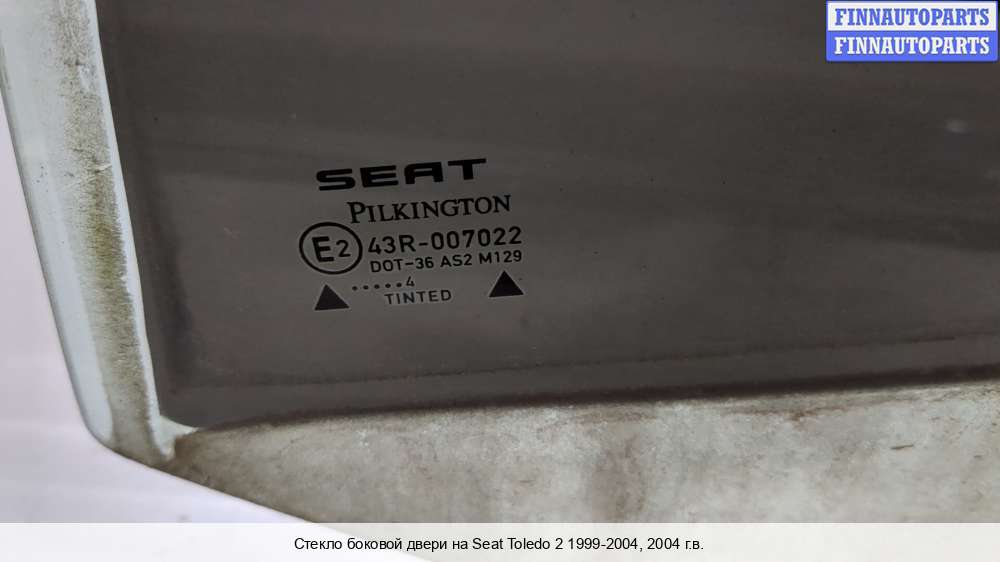 FINNAUTOPARTS
FINNAUTOPARTS
SEAT
PILKINGTON
E2 43R-007022
DOT-36 AS2 M129
.....4
TINTED
Стекло боковой двери на Seat Toledo 2 1999-2004, 2004 г.в.